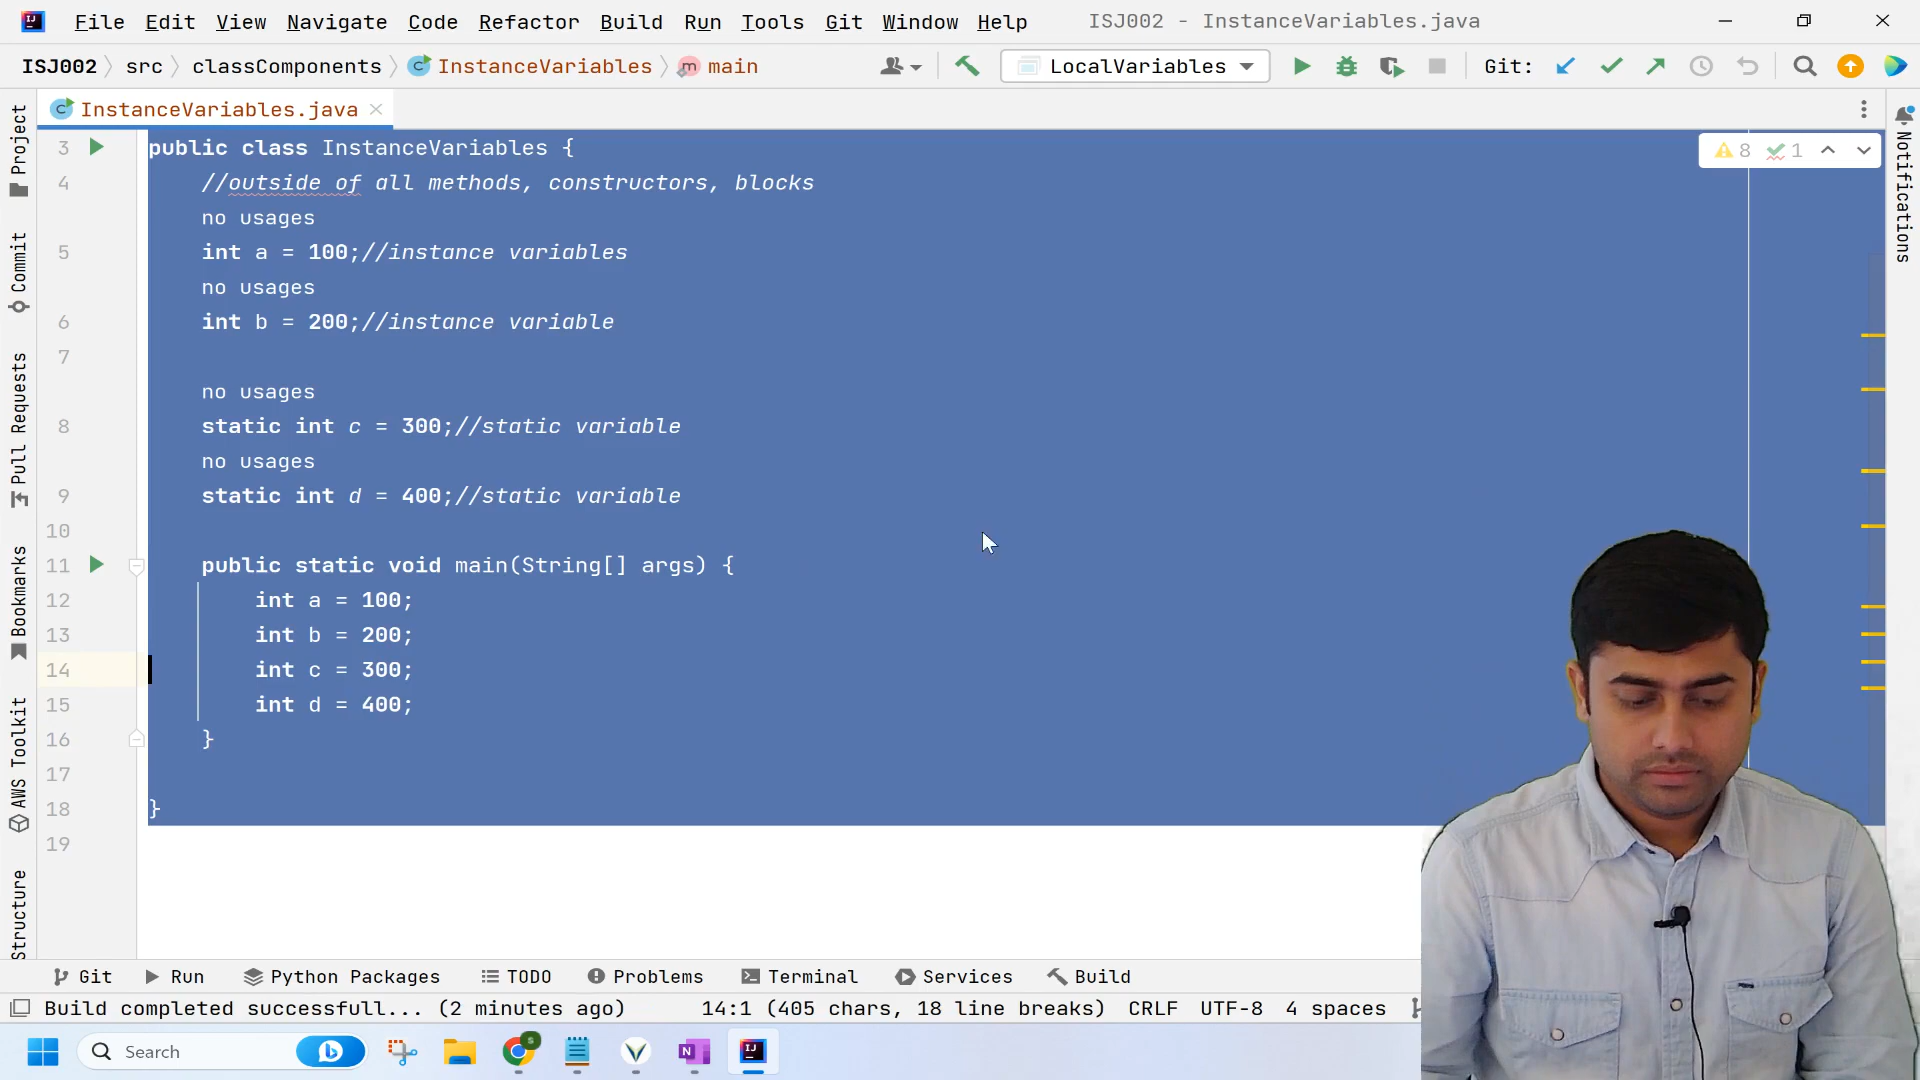 File Edit View Navigate Code Refactor Build Run Tools Git Window Help ISJ002 - InstanceVariables.java
ISJ002 src classComponents InstanceVariables main LocalVariables Git:
InstanceVariables.java
8 1
3 public class InstanceVariables {
4 //outside of all methods, constructors, blocks
no usages
5 int a = 100;//instance variables
no usages
6 int b = 200;//instance variable
7
no usages
8 static int c = 300;//static variable
no usages
9 static int d = 400;//static variable
10
11 public static void main(String[] args) {
12 int a = 100;
13 int b = 200;
14 int c = 300;
15 int d = 400;
16 }
17
18 }
19
Project
Commit
Pull Requests
Bookmarks
AWS Toolkit
Structure
Notifications
Git Run Python Packages TODO Problems Terminal Services Build
Build completed successfull... (2 minutes ago) 14:1 (405 chars, 18 line breaks) CRLF UTF-8 4 spaces
Search